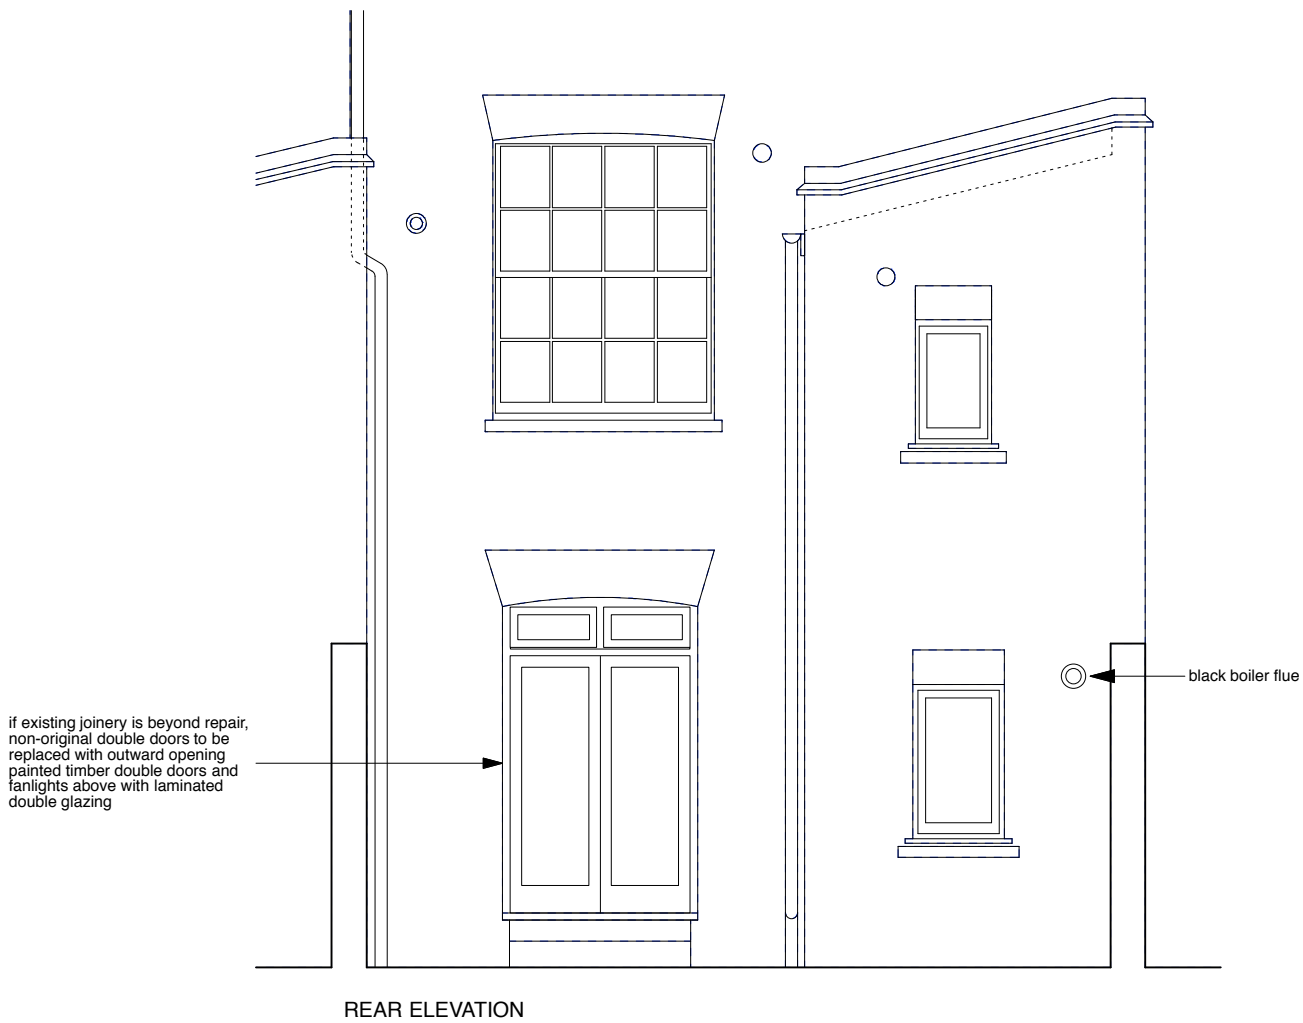 black boiler flue
if existing joinery is beyond repair,
non-original double doors to be
replaced with outward opening
painted timber double doors and
fanlights above with laminated
double glazing
REAR ELEVATION